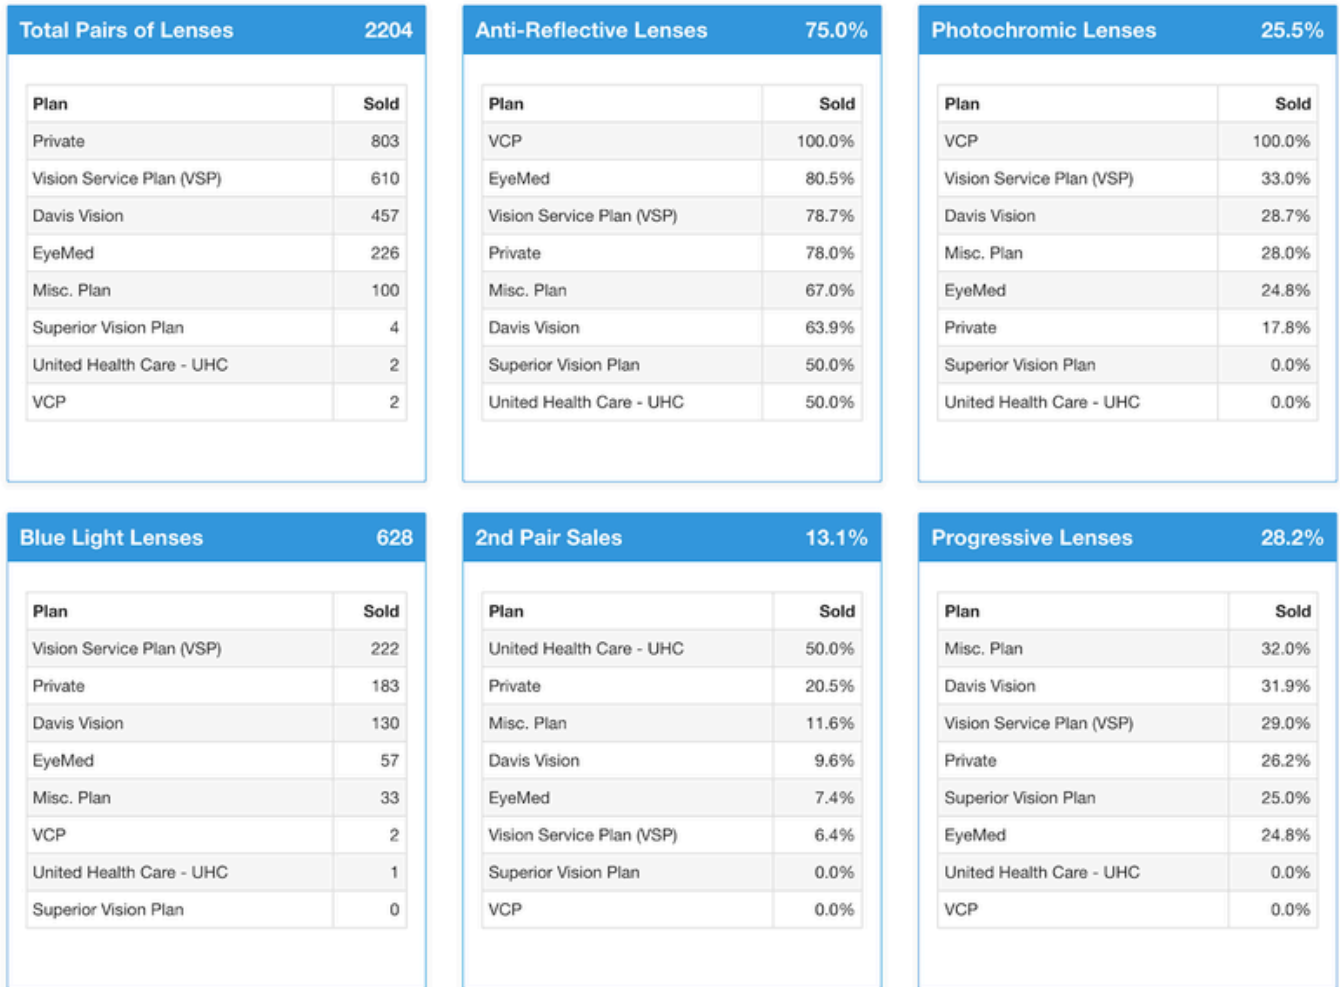 Total Pairs of Lenses 2204
Plan Sold
Private 803
Vision Service Plan (VSP) 610
Davis Vision 457
EyeMed 226
Misc. Plan 100
Superior Vision Plan 4
United Health Care - UHC 2
VCP 2
Anti-Reflective Lenses 75.0%
Plan Sold
VCP 100.0%
EyeMed 80.5%
Vision Service Plan (VSP) 78.7%
Private 78.0%
Misc. Plan 67.0%
Davis Vision 63.9%
Superior Vision Plan 50.0%
United Health Care - UHC 50.0%
Photochromic Lenses 25.5%
Plan Sold
VCP 100.0%
Vision Service Plan (VSP) 33.0%
Davis Vision 28.7%
Misc. Plan 28.0%
EyeMed 24.8%
Private 17.8%
Superior Vision Plan 0.0%
United Health Care - UHC 0.0%
Blue Light Lenses 628
Plan Sold
Vision Service Plan (VSP) 222
Private 183
Davis Vision 130
EyeMed 57
Misc. Plan 33
VCP 2
United Health Care - UHC 1
Superior Vision Plan 0
2nd Pair Sales 13.1%
Plan Sold
United Health Care - UHC 50.0%
Private 20.5%
Misc. Plan 11.6%
Davis Vision 9.6%
EyeMed 7.4%
Vision Service Plan (VSP) 6.4%
Superior Vision Plan 0.0%
VCP 0.0%
Progressive Lenses 28.2%
Plan Sold
Misc. Plan 32.0%
Davis Vision 31.9%
Vision Service Plan (VSP) 29.0%
Private 26.2%
Superior Vision Plan 25.0%
EyeMed 24.8%
United Health Care - UHC 0.0%
VCP 0.0%